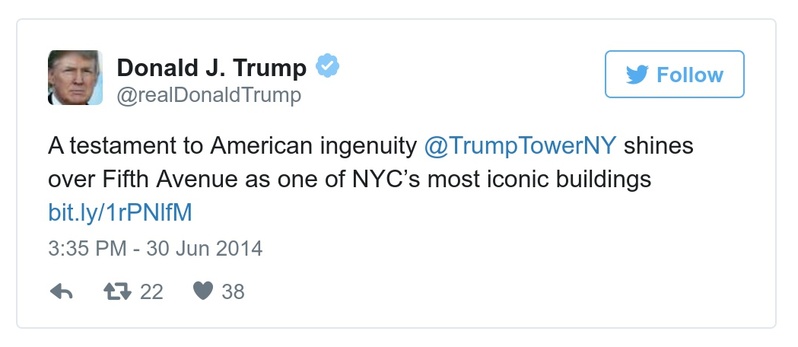 Donald J. Trump
@realDonaldTrump
Follow
A testament to American ingenuity @TrumpTowerNY shines
over Fifth Avenue as one of NYC’s most iconic buildings
bit.ly/1rPNlfM
3:35 PM - 30 Jun 2014
22 38